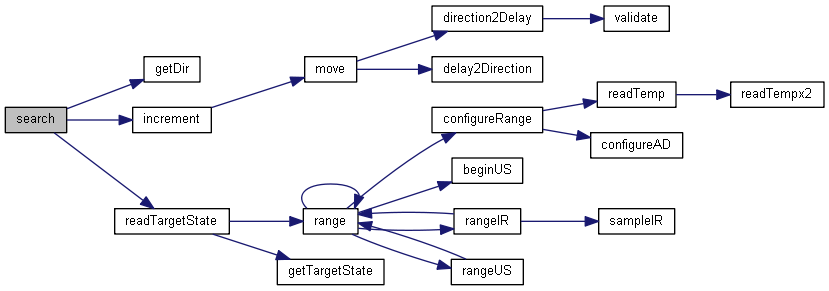 direction2Delay
validate
getDir
move
delay2Direction
readTemp
readTempx2
search
increment
configureRange
configureAD
beginUS
readTargetState
range
rangeIR
sampleIR
getTargetState
rangeUS